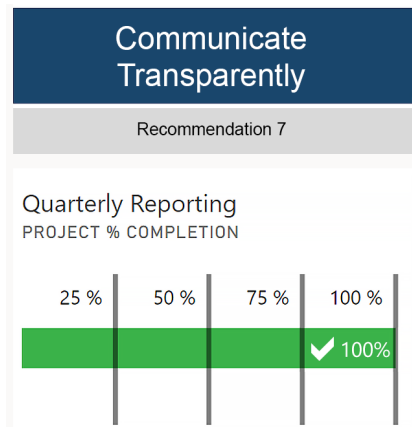 Communicate
Transparently
Recommendation 7
Quarterly Reporting
PROJECT % COMPLETION
25 % 50 % 75 % 100 %
100%